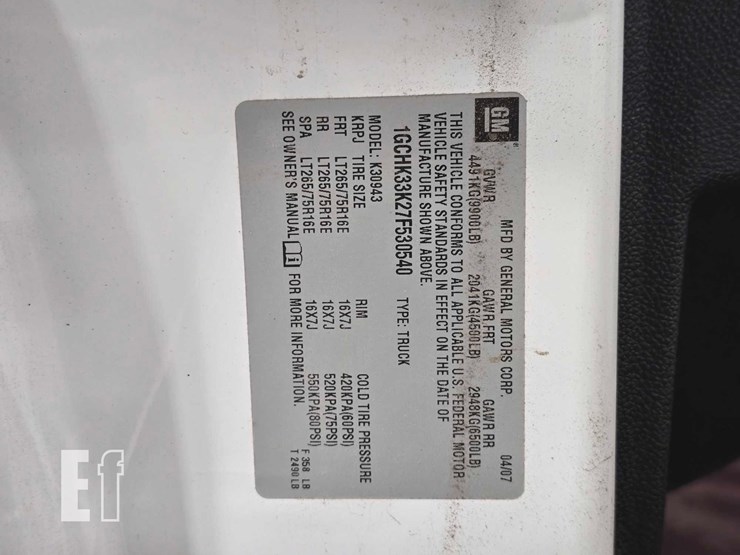 GM
MFD BY GENERAL MOTORS CORP. 04/07
GVWR GAWR FRT GAWR RR
4491KG(9900LB) 2041KG(4500LB) 2948KG(6500LB)
THIS VEHICLE CONFORMS TO ALL APPLICABLE U.S. FEDERAL MOTOR
VEHICLE SAFETY STANDARDS IN EFFECT ON THE DATE OF
MANUFACTURE SHOWN ABOVE.
1GCHK33K27F530540 TYPE: TRUCK
MODEL: K30943
KRPJ TIRE SIZE RIM COLD TIRE PRESSURE
FRT LT265/75R16E 16X7J 420KPA(60PSI)
RR LT265/75R16E 16X7J 520KPA(75PSI)
SPA LT265/75R16E 16X7J 550KPA(80PSI)
SEE OWNER'S MANUAL FOR MORE INFORMATION.
F 358 LB
T 2490 LB
Ef